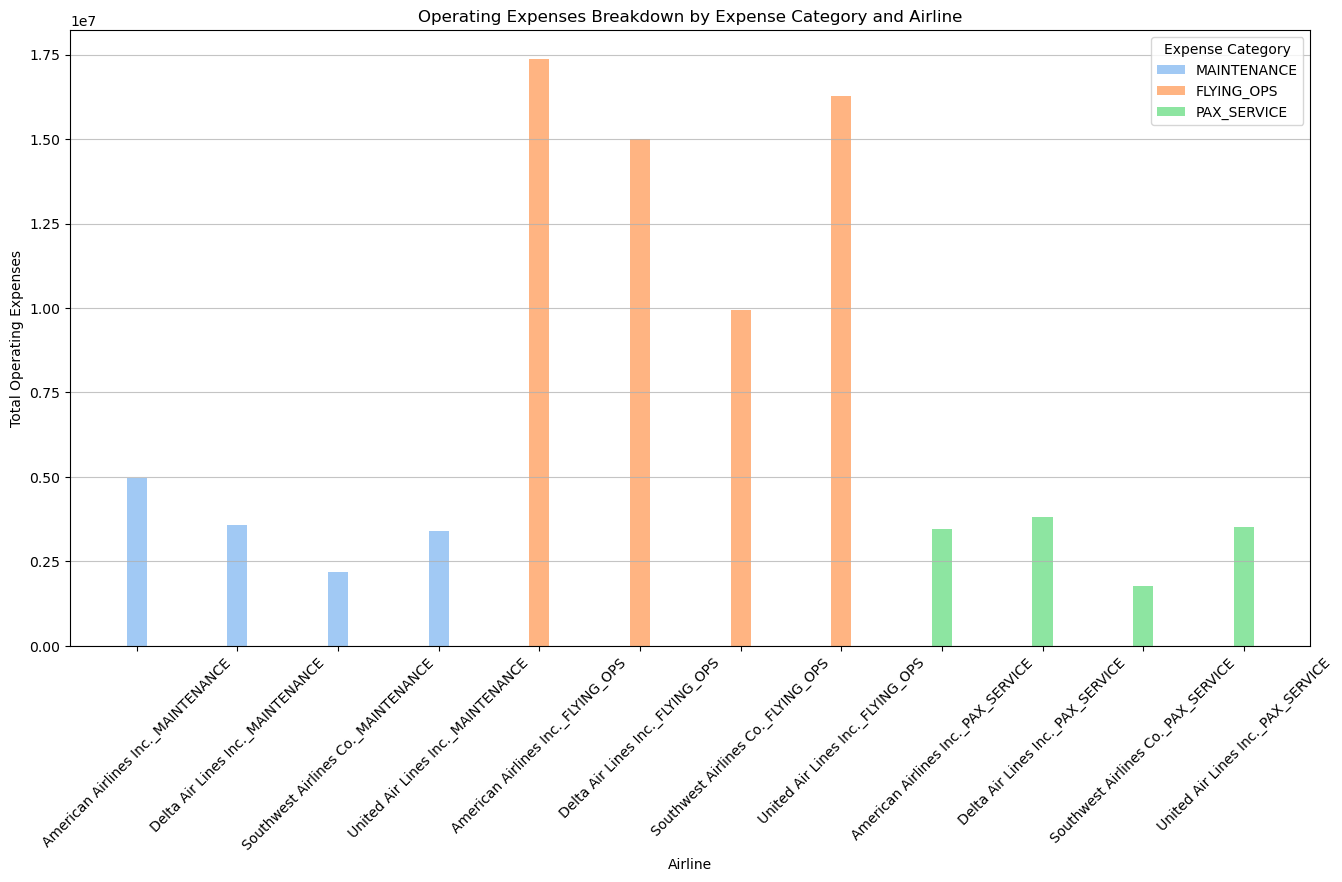 Operating Expenses Breakdown by Expense Category and Airline
1e7
Expense Category
MAINTENANCE
FLYING_OPS
PAX_SERVICE
Total Operating Expenses
1.75
1.50
1.25
1.00
0.75
0.50
0.25
0.00
American Airlines Inc._MAINTENANCE
Delta Air Lines Inc._MAINTENANCE
Southwest Airlines Co._MAINTENANCE
United Air Lines Inc._MAINTENANCE
American Airlines Inc._FLYING_OPS
Delta Air Lines Inc._FLYING_OPS
Southwest Airlines Co._FLYING_OPS
United Air Lines Inc._FLYING_OPS
American Airlines Inc._PAX_SERVICE
Delta Air Lines Inc._PAX_SERVICE
Southwest Airlines Co._PAX_SERVICE
United Air Lines Inc._PAX_SERVICE
Airline